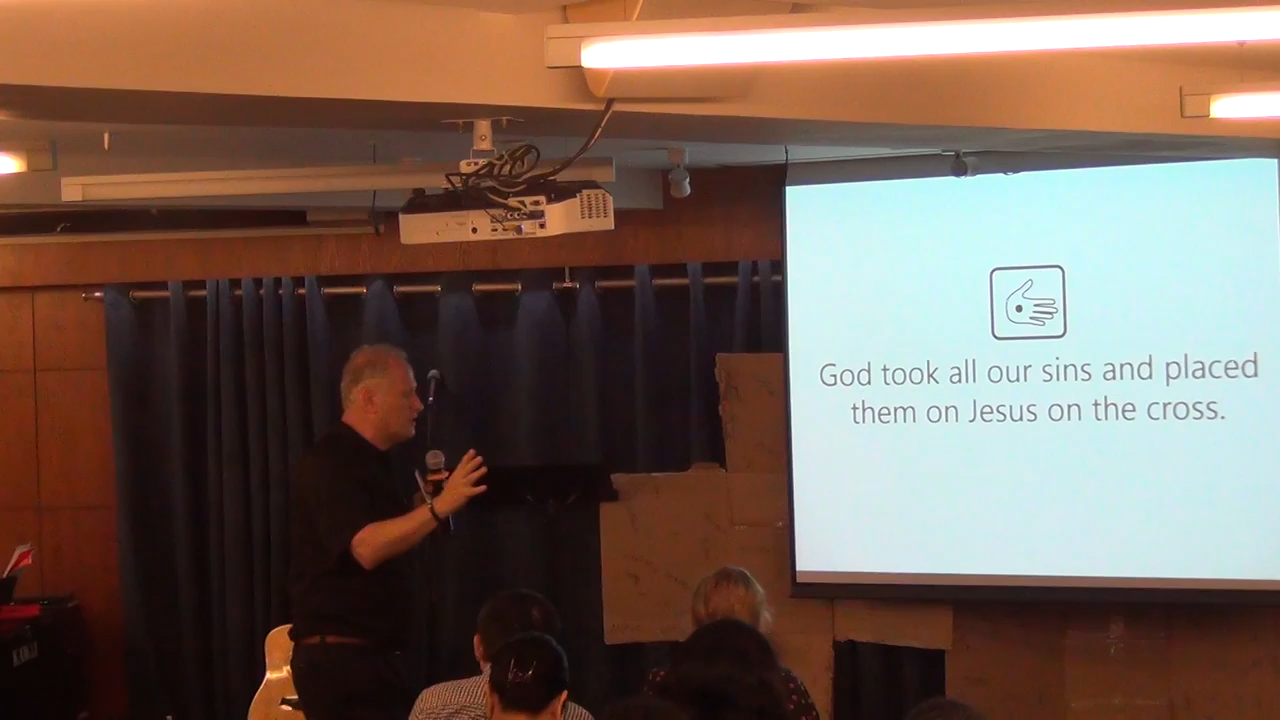 God took all our sins and placed
them on Jesus on the cross.